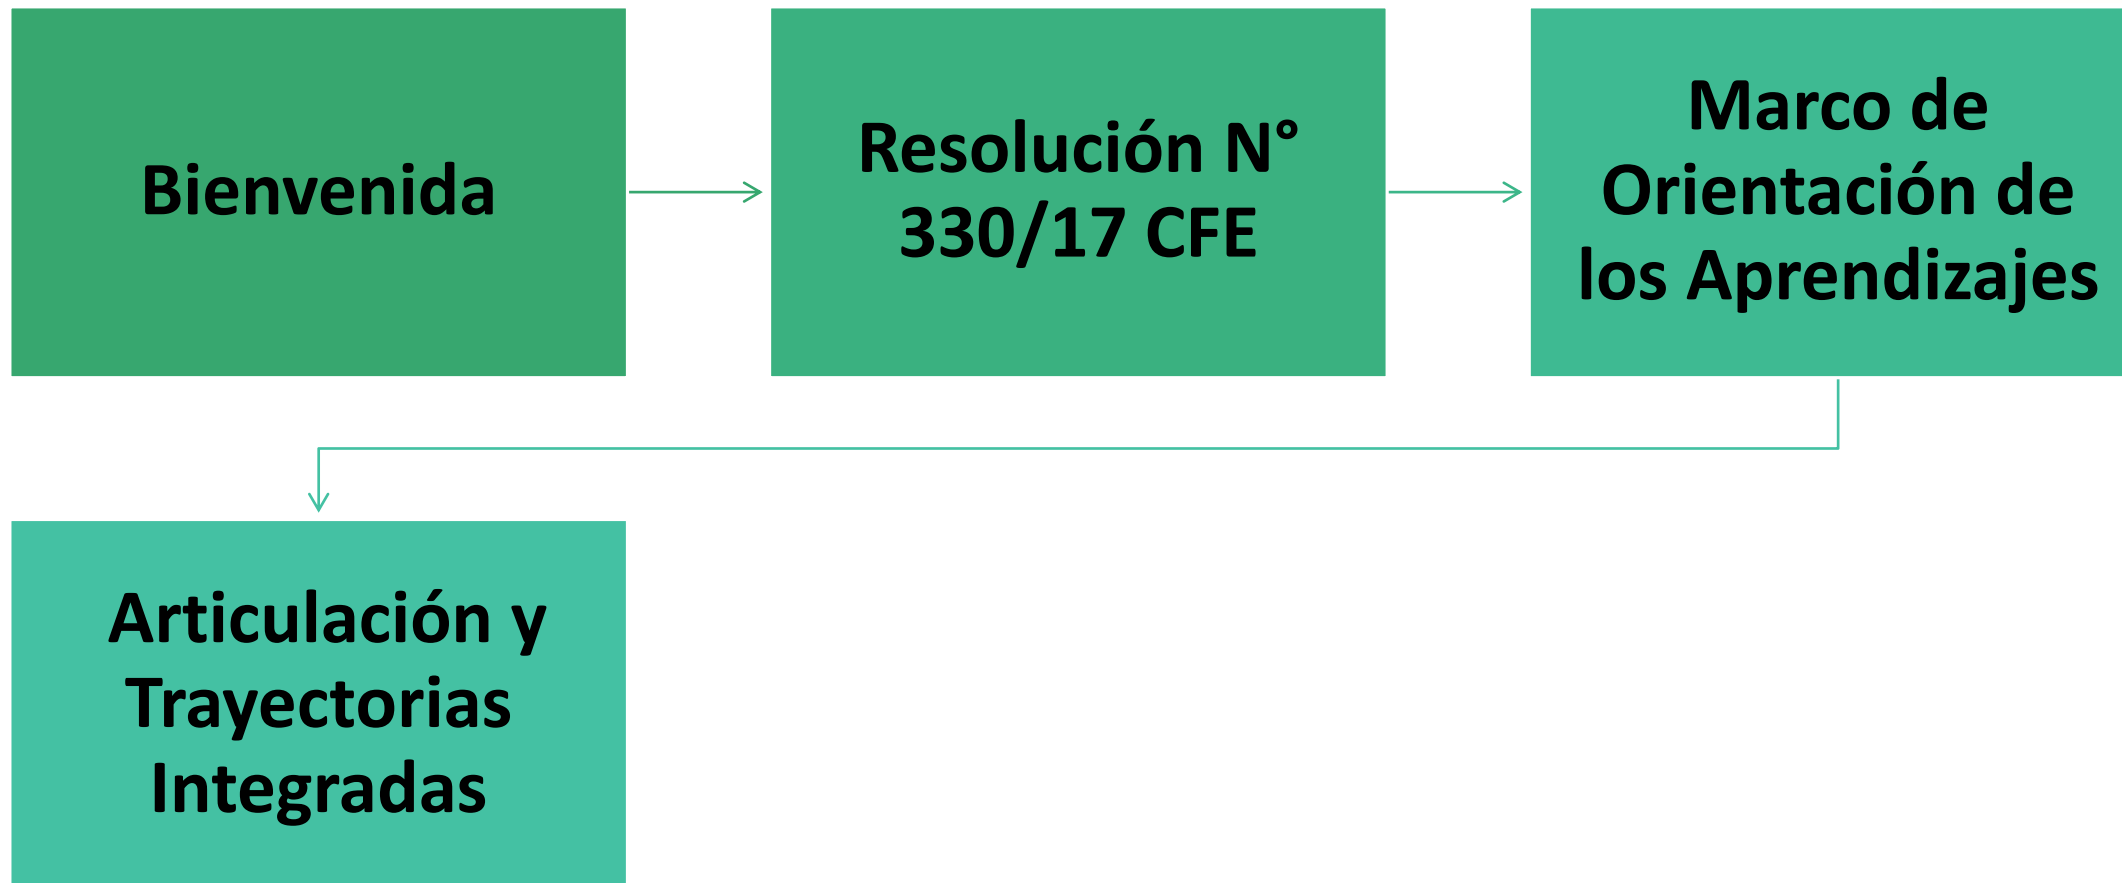 Bienvenida
Resolución N°
330/17 CFE
Marco de
Orientación de
los Aprendizajes
Articulación y
Trayectorias
Integradas